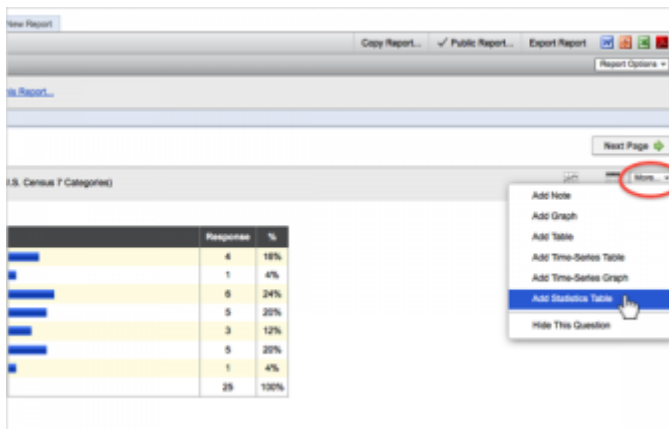 New Report
Copy Report... ✓ Public Report... Export Report
Report Options
this Report...
Next Page
U.S. Census 7 Categories)
More...
Add Note
Add Graph
Add Table
Add Time-Series Table
Add Time-Series Graph
Add Statistics Table
Hide This Question
Response %
4 16%
1 4%
6 24%
5 20%
3 12%
5 20%
1 4%
25 100%